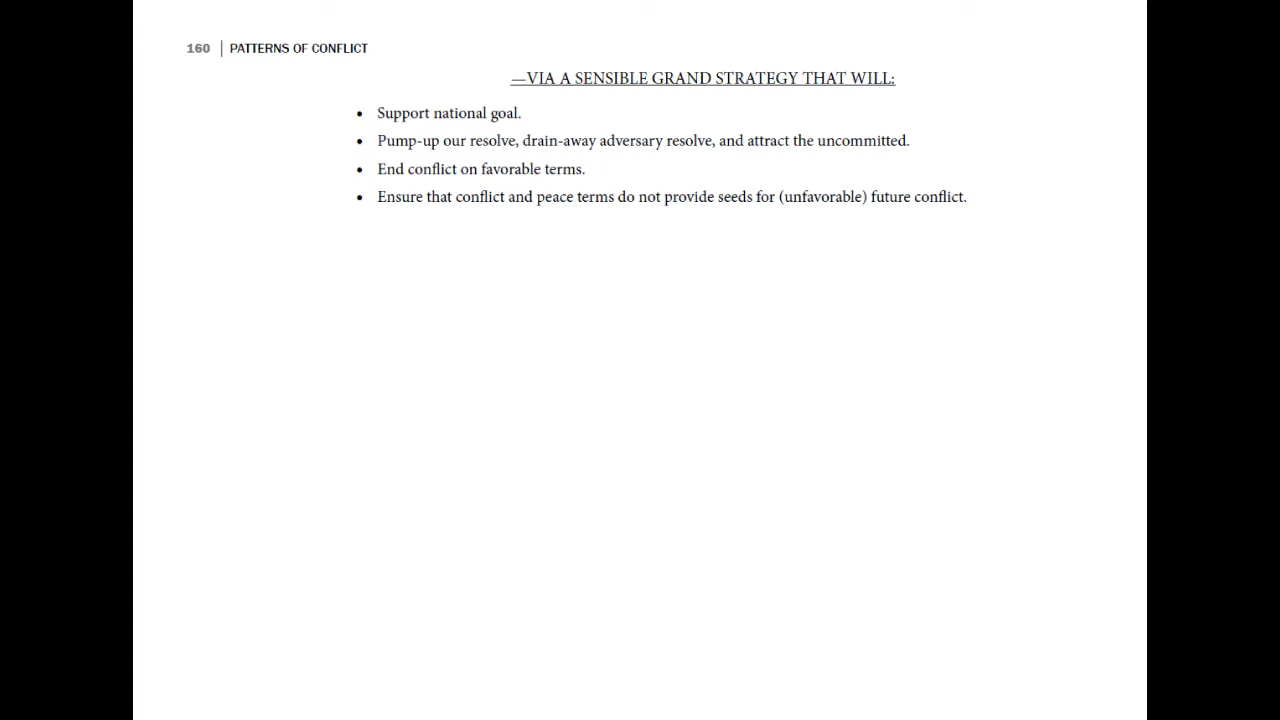 160 | PATTERNS OF CONFLICT
—VIA A SENSIBLE GRAND STRATEGY THAT WILL:
• Support national goal.
• Pump-up our resolve, drain-away adversary resolve, and attract the uncommitted.
• End conflict on favorable terms.
• Ensure that conflict and peace terms do not provide seeds for (unfavorable) future conflict.